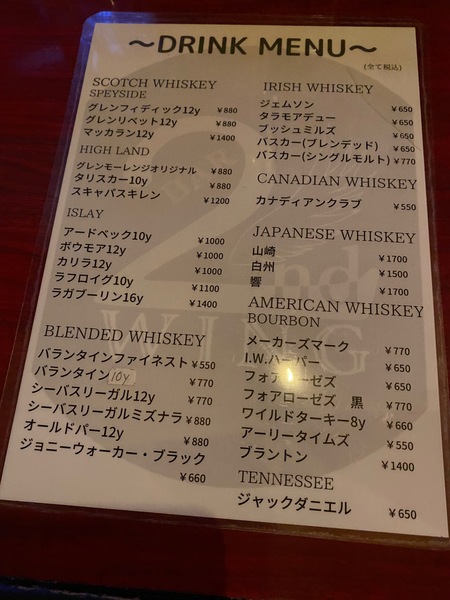 ~DRINK MENU~
(全て税込)
SCOTCH WHISKEY
SPEYSIDE
グレンフィディック12y ¥880
グレンリベット12y ¥880
マッカラン12y ¥1400
HIGH LAND
グレンモーレンジオリジナル ¥880
タリスカー10y ¥880
スキャパスキレン ¥1200
ISLAY
アードベック10y ¥1000
ボウモア12y ¥1000
カリラ12y ¥1000
ラフロイグ10y ¥1100
ラガブーリン16y ¥1400
BLENDED WHISKEY
バランタインファイネスト ¥550
バランタイン10y ¥770
シーバスリーガル12y ¥770
シーバスリーガルミズナラ ¥880
オールドパー12y ¥880
ジョニーウォーカー・ブラック
¥660
IRISH WHISKEY
ジェムソン ¥650
タラモアデュー ¥650
ブッシュミルズ ¥650
バスカー(ブレンデッド) ¥650
バスカー(シングルモルト) ¥770
CANADIAN WHISKEY
カナディアンクラブ ¥550
JAPANESE WHISKEY
山崎 ¥1700
白州 ¥1500
響 ¥1700
AMERICAN WHISKEY
BOURBON
メーカーズマーク ¥770
I.W.ハーパー ¥650
フォアローゼズ ¥650
フォアローゼズ 黒 ¥770
ワイルドターキー8y ¥660
アーリータイムズ ¥550
ブラントン ¥1400
TENNESSEE
ジャックダニエル ¥650
2nd
WING